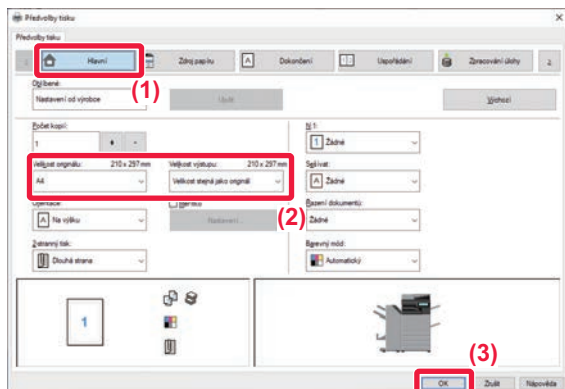 Předvolby tisku
Předvolby tisku
Hlavní
Zdroj papíru
Dokončení
Uspořádání
Zpracování úlohy
(1)
Oblíbené:
Nastavení od výrobce
Uložit
Výchozí
Počet kopií:
1
+
-
N 1:
1
Žádné
Velikost originálu:
210 x 297 mm
Velikost výstupu:
210 x 297 mm
A4
Velikost stejná jako originál
Sešívat:
Žádné
Orientace:
Na výšku
Měřítko
Nastavení...
(2)
Řazení dokumentů:
Žádné
2stranný tisk:
Dlouhá strana
Barevný mód:
Automatický
1
(3)
OK
Zrušit
Nápověda